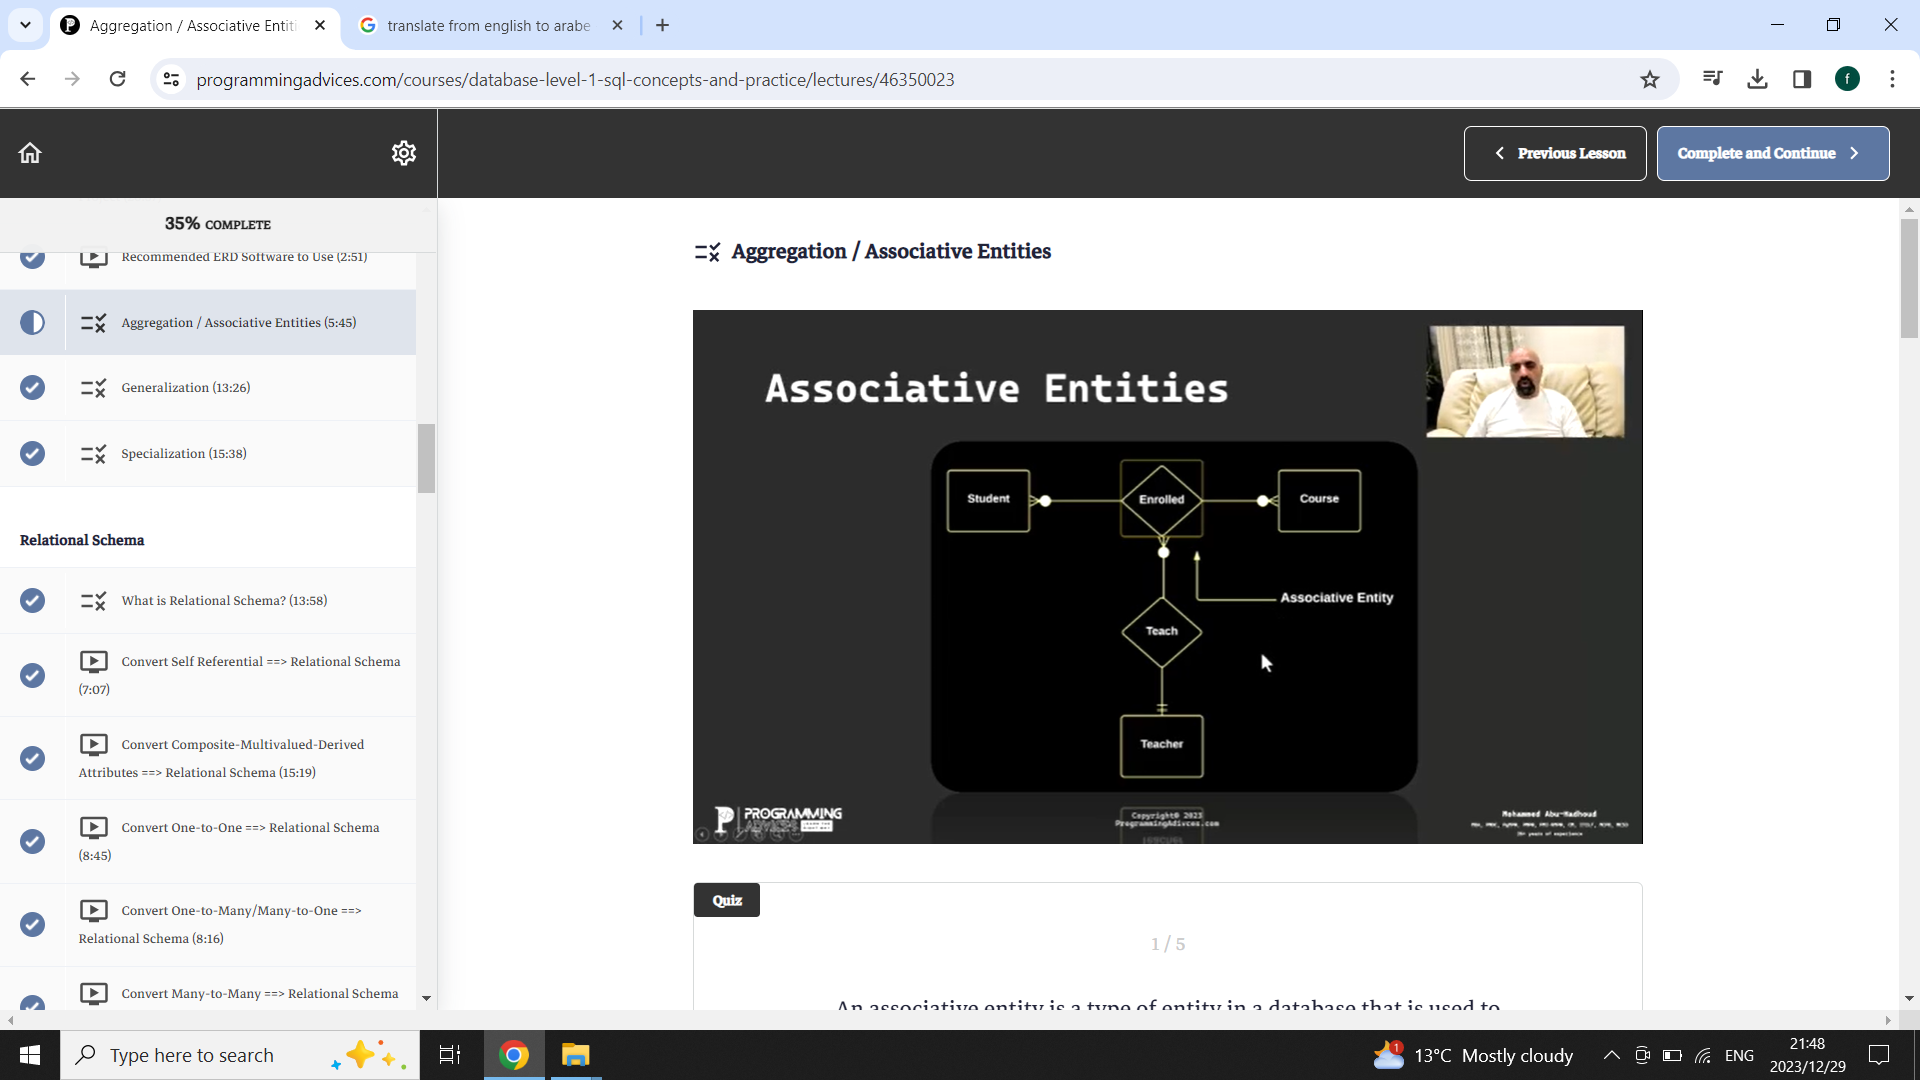 Aggregation / Associative Entiti
translate from english to arabe
programmingadvices.com/courses/database-level-1-sql-concepts-and-practice/lectures/46350023
f
Previous Lesson
Complete and Continue
35% COMPLETE
Recommended ERD Software to Use (2:51)
Aggregation / Associative Entities (5:45)
Generalization (13:26)
Specialization (15:38)
Relational Schema
What is Relational Schema? (13:58)
Convert Self Referential ==> Relational Schema
(7:07)
Convert Composite-Multivalued-Derived
Attributes ==> Relational Schema (15:19)
Convert One-to-One ==> Relational Schema
(8:45)
Convert One-to-Many/Many-to-One ==>
Relational Schema (8:16)
Convert Many-to-Many ==> Relational Schema
Aggregation / Associative Entities
Associative Entities
Student
Enrolled
Course
Associative Entity
Teach
Teacher
PROGRAMMING
ADVICES
Copyright© 2023
ProgrammingAdivces.com
Mohammed Abu-Hadhoud
26+ years of experience
Quiz
1 / 5
An associative entity is a type of entity in a database that is used to
Type here to search
1
13°C Mostly cloudy
ENG
21:48
2023/12/29